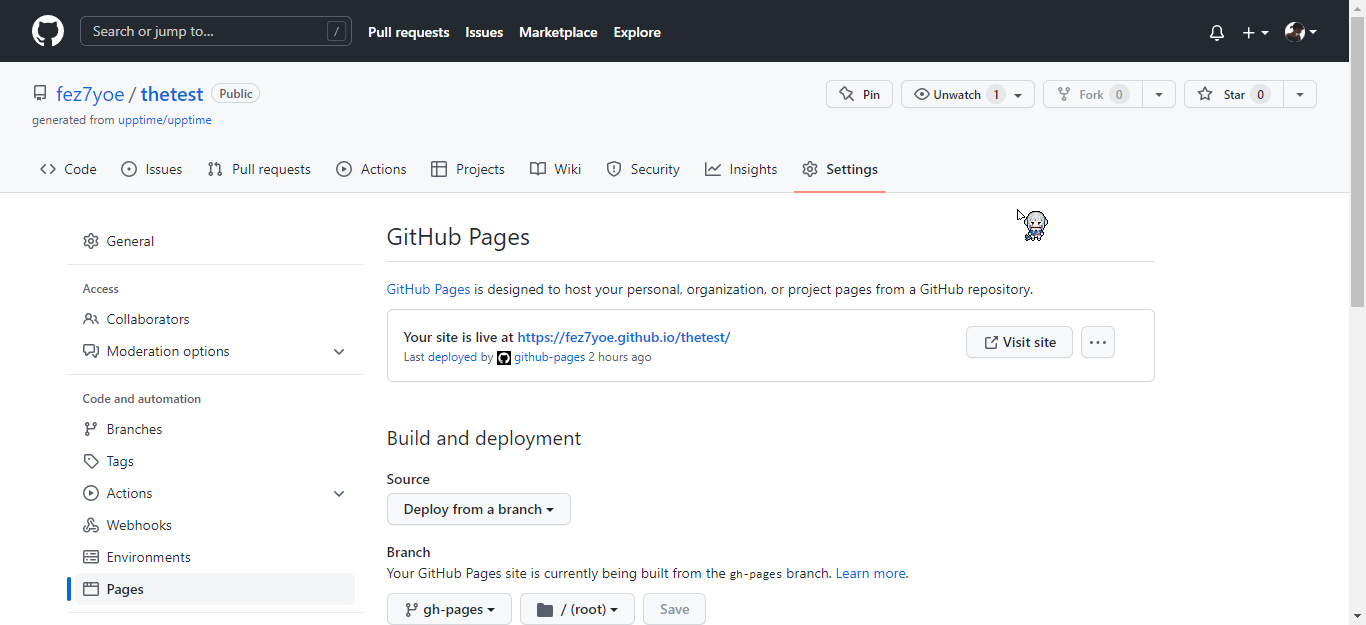 Search or jump to... /
Pull requests Issues Marketplace Explore
fez7yoe / thetest Public
Pin Unwatch 1 Fork 0 Star 0
generated from upptime/upptime
Code Issues Pull requests Actions Projects Wiki Security Insights Settings
General
Access
Collaborators
Moderation options
Code and automation
Branches
Tags
Actions
Webhooks
Environments
Pages
GitHub Pages
GitHub Pages is designed to host your personal, organization, or project pages from a GitHub repository.
Your site is live at https://fez7yoe.github.io/thetest/
Last deployed by github-pages 2 hours ago
Visit site
Build and deployment
Source
Deploy from a branch
Branch
Your GitHub Pages site is currently being built from the gh-pages branch. Learn more.
gh-pages / (root) Save